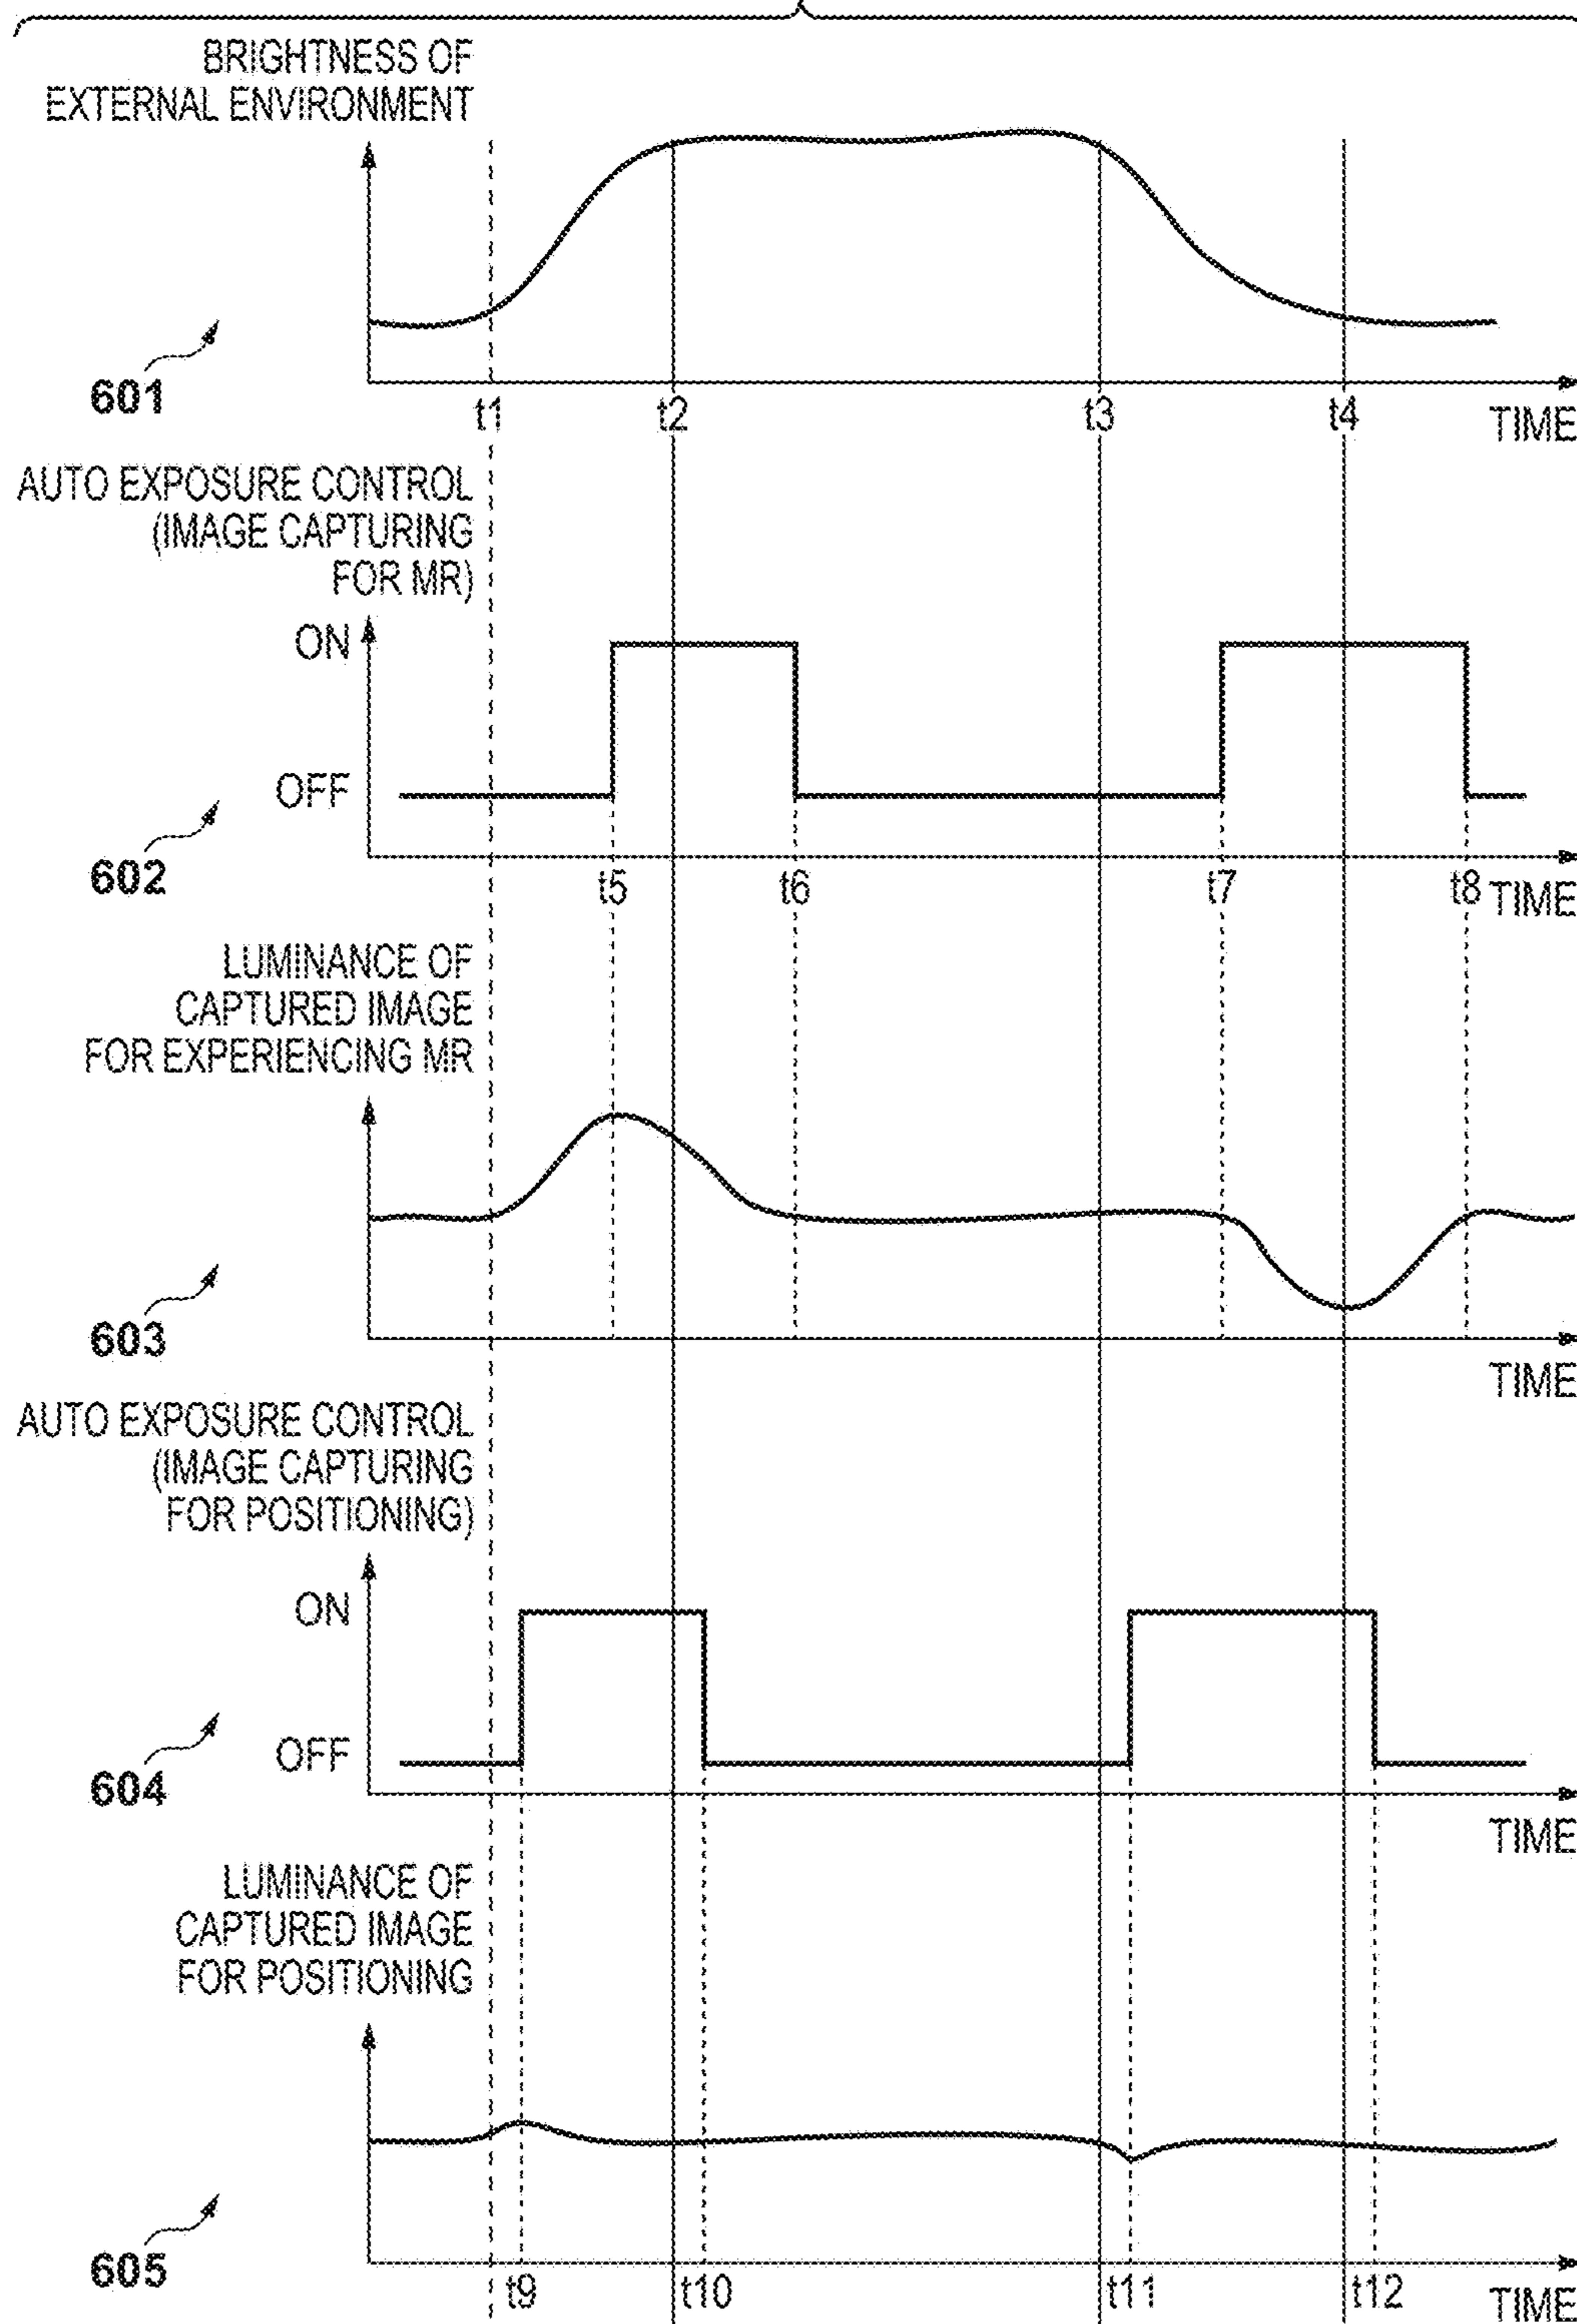 BRIGHTNESS OF
EXTERNAL ENVIRONMENT
601
t1 t2 t3 t4 TIME
AUTO EXPOSURE CONTROL
(IMAGE CAPTURING
FOR MR)
ON
OFF
602
t5 t6 t7 t8 TIME
LUMINANCE OF
CAPTURED IMAGE
FOR EXPERIENCING MR
603
TIME
AUTO EXPOSURE CONTROL
(IMAGE CAPTURING
FOR POSITIONING)
ON
OFF
604
TIME
LUMINANCE OF
CAPTURED IMAGE
FOR POSITIONING
605
t9 t10 t11 t12 TIME